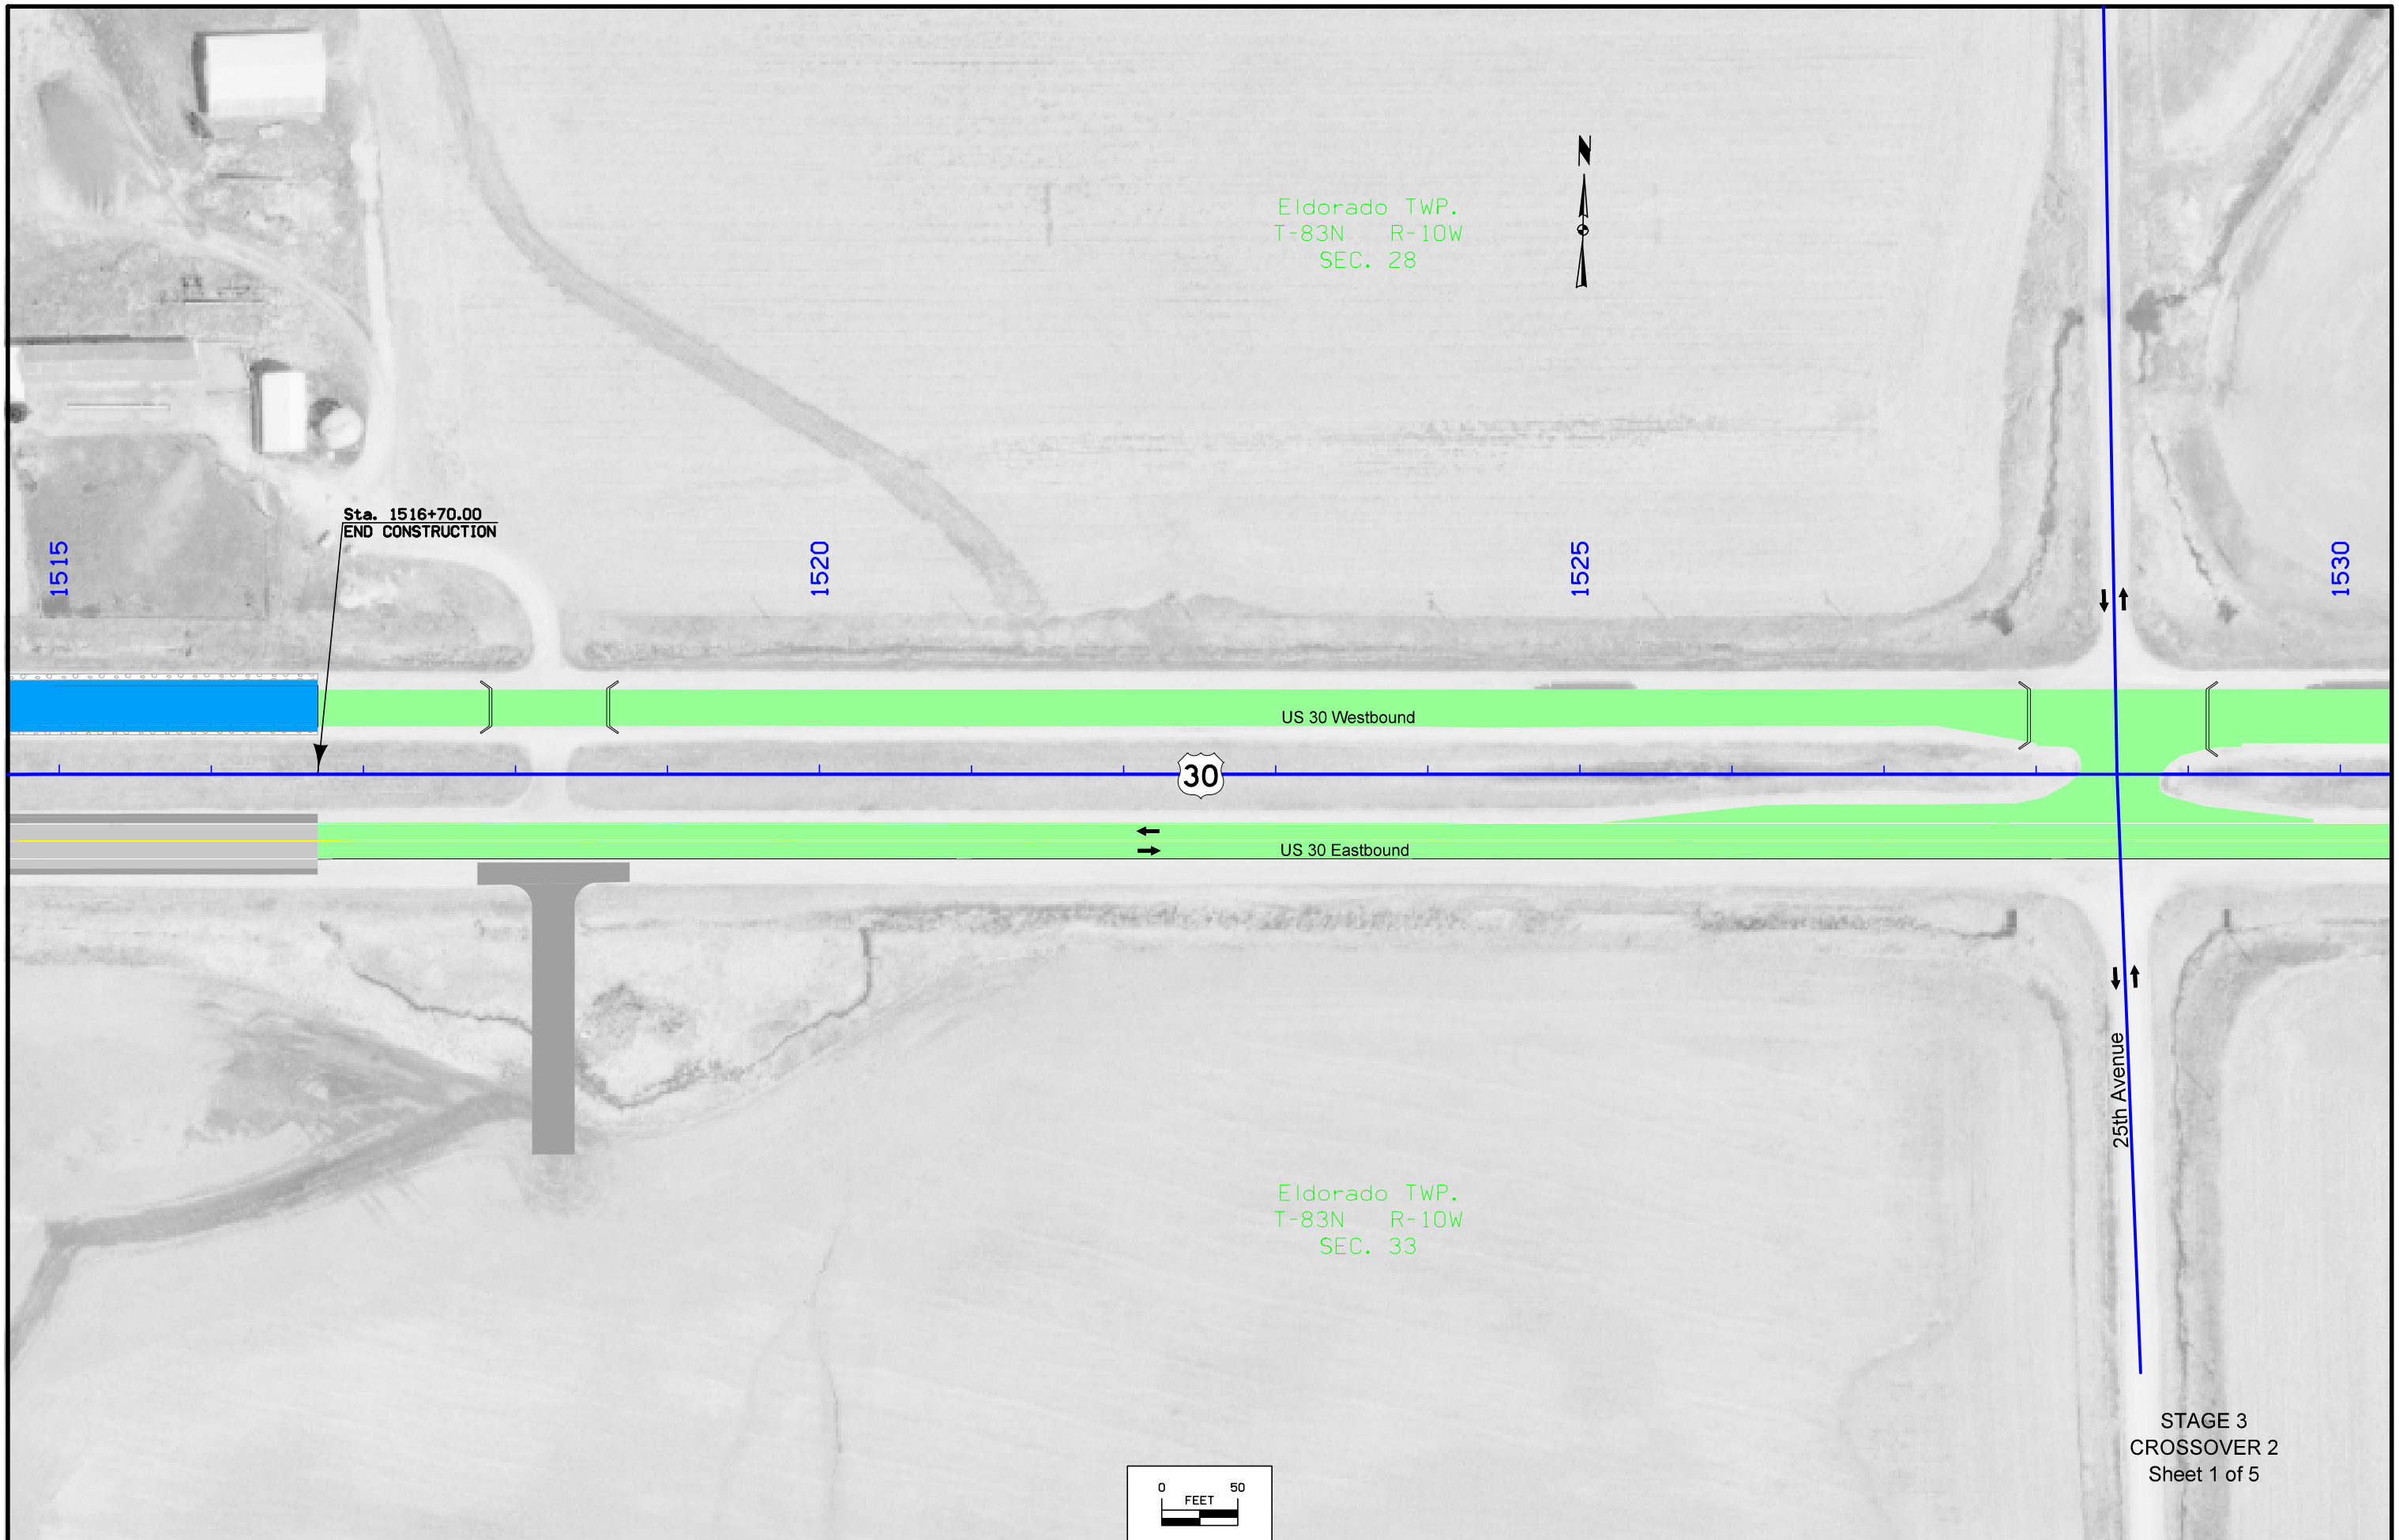 N
Eldorado TWP.
T-83N R-10W
SEC. 28
Sta. 1516+70.00
END CONSTRUCTION
1515
1520
1525
1530
US 30 Westbound
30
US 30 Eastbound
25th Avenue
Eldorado TWP.
T-83N R-10W
SEC. 33
STAGE 3
CROSSOVER 2
Sheet 1 of 5
0 50
FEET